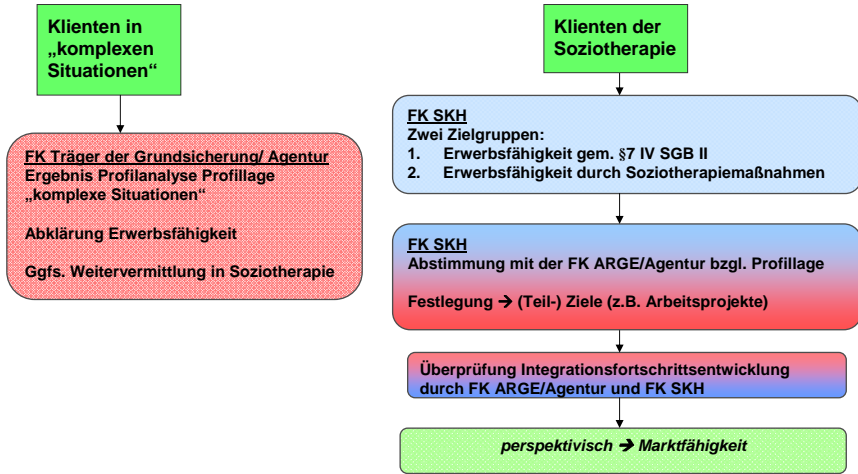 Klienten in
„komplexen
Situationen“
FK Träger der Grundsicherung/ Agentur
Ergebnis Profilanalyse Profillage
„komplexe Situationen“
Abklärung Erwerbsfähigkeit
Ggfs. Weitervermittlung in Soziotherapie
Klienten der
Soziotherapie
FK SKH
Zwei Zielgruppen:
1. Erwerbsfähigkeit gem. §7 IV SGB II
2. Erwerbsfähigkeit durch Soziotherapiemaßnahmen
FK SKH
Abstimmung mit der FK ARGE/Agentur bzgl. Profillage
Festlegung → (Teil-) Ziele (z.B. Arbeitsprojekte)
Überprüfung Integrationsfortschrittsentwicklung
durch FK ARGE/Agentur und FK SKH
perspektivisch → Marktfähigkeit